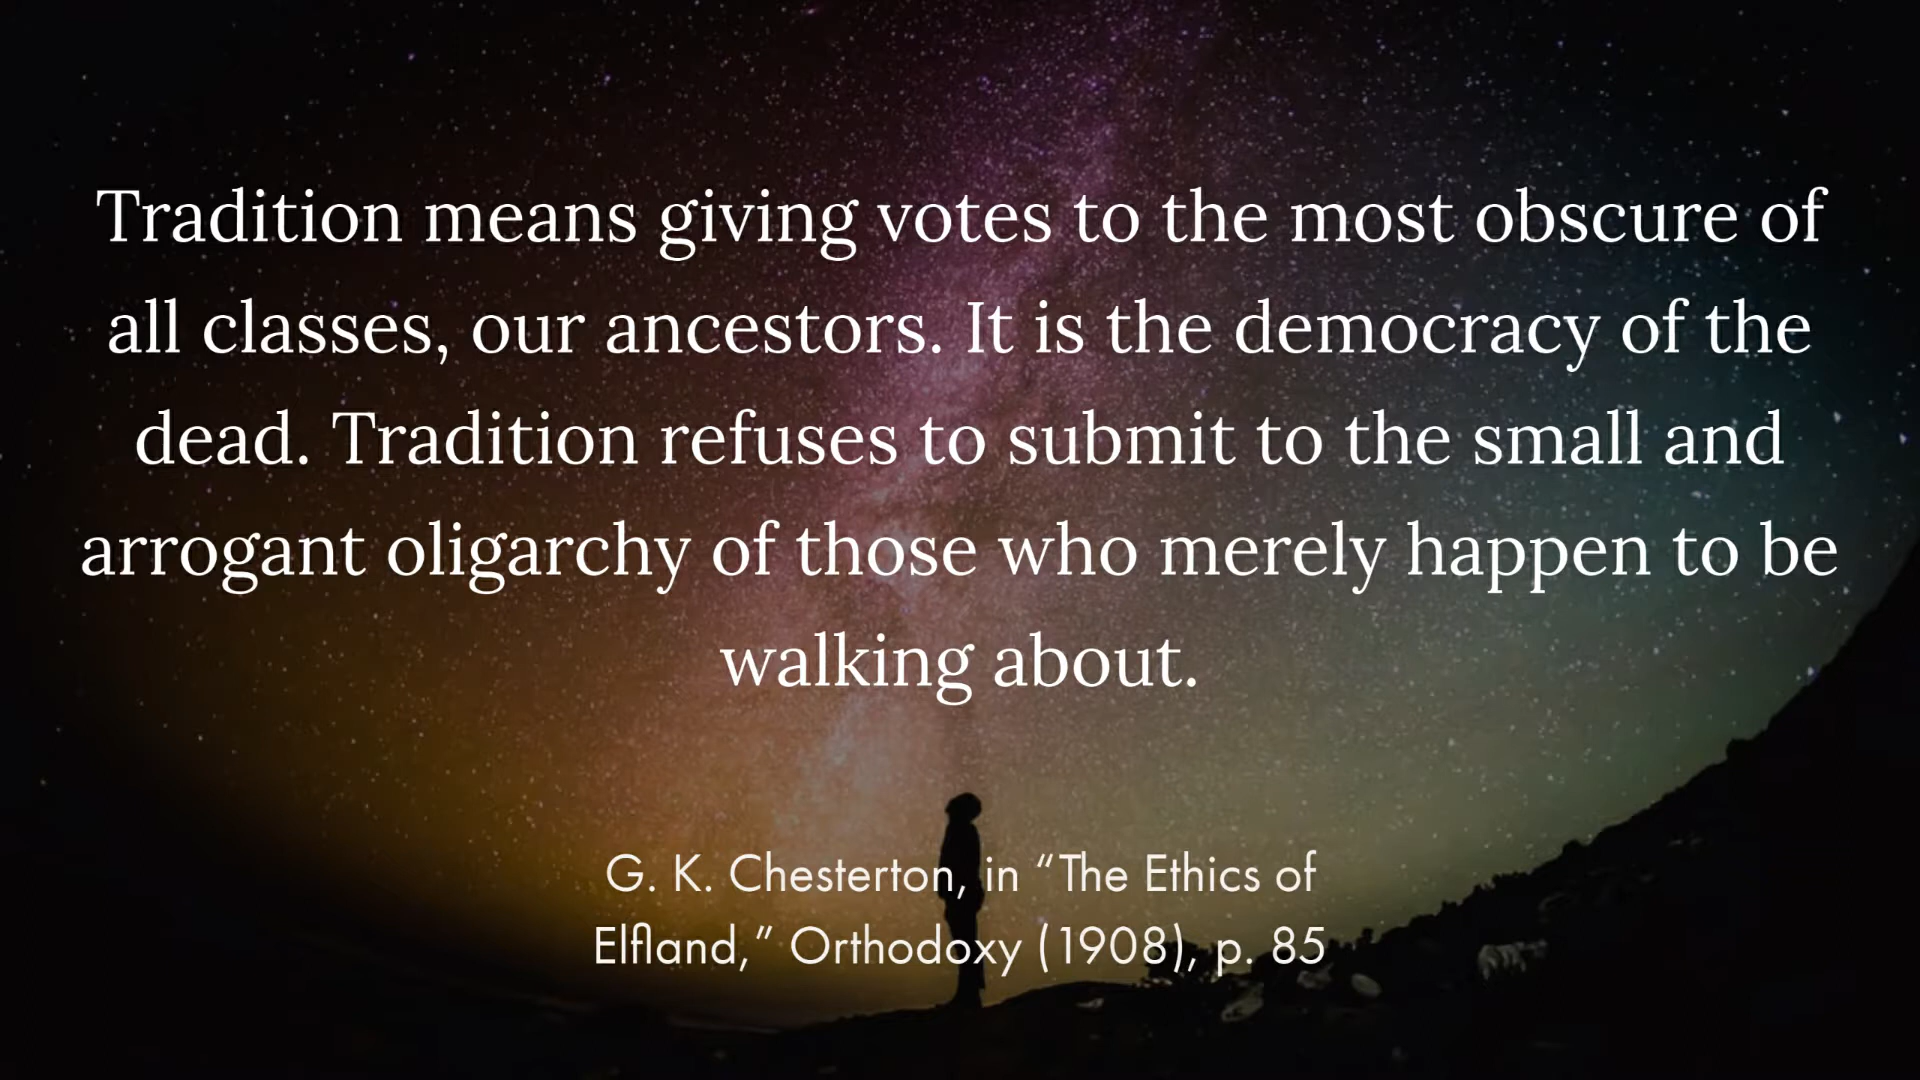 Tradition means giving votes to the most obscure of
all classes, our ancestors. It is the democracy of the
dead. Tradition refuses to submit to the small and
arrogant oligarchy of those who merely happen to be
walking about.
G. K. Chesterton, in “The Ethics of
Elfland,” Orthodoxy (1908), p. 85